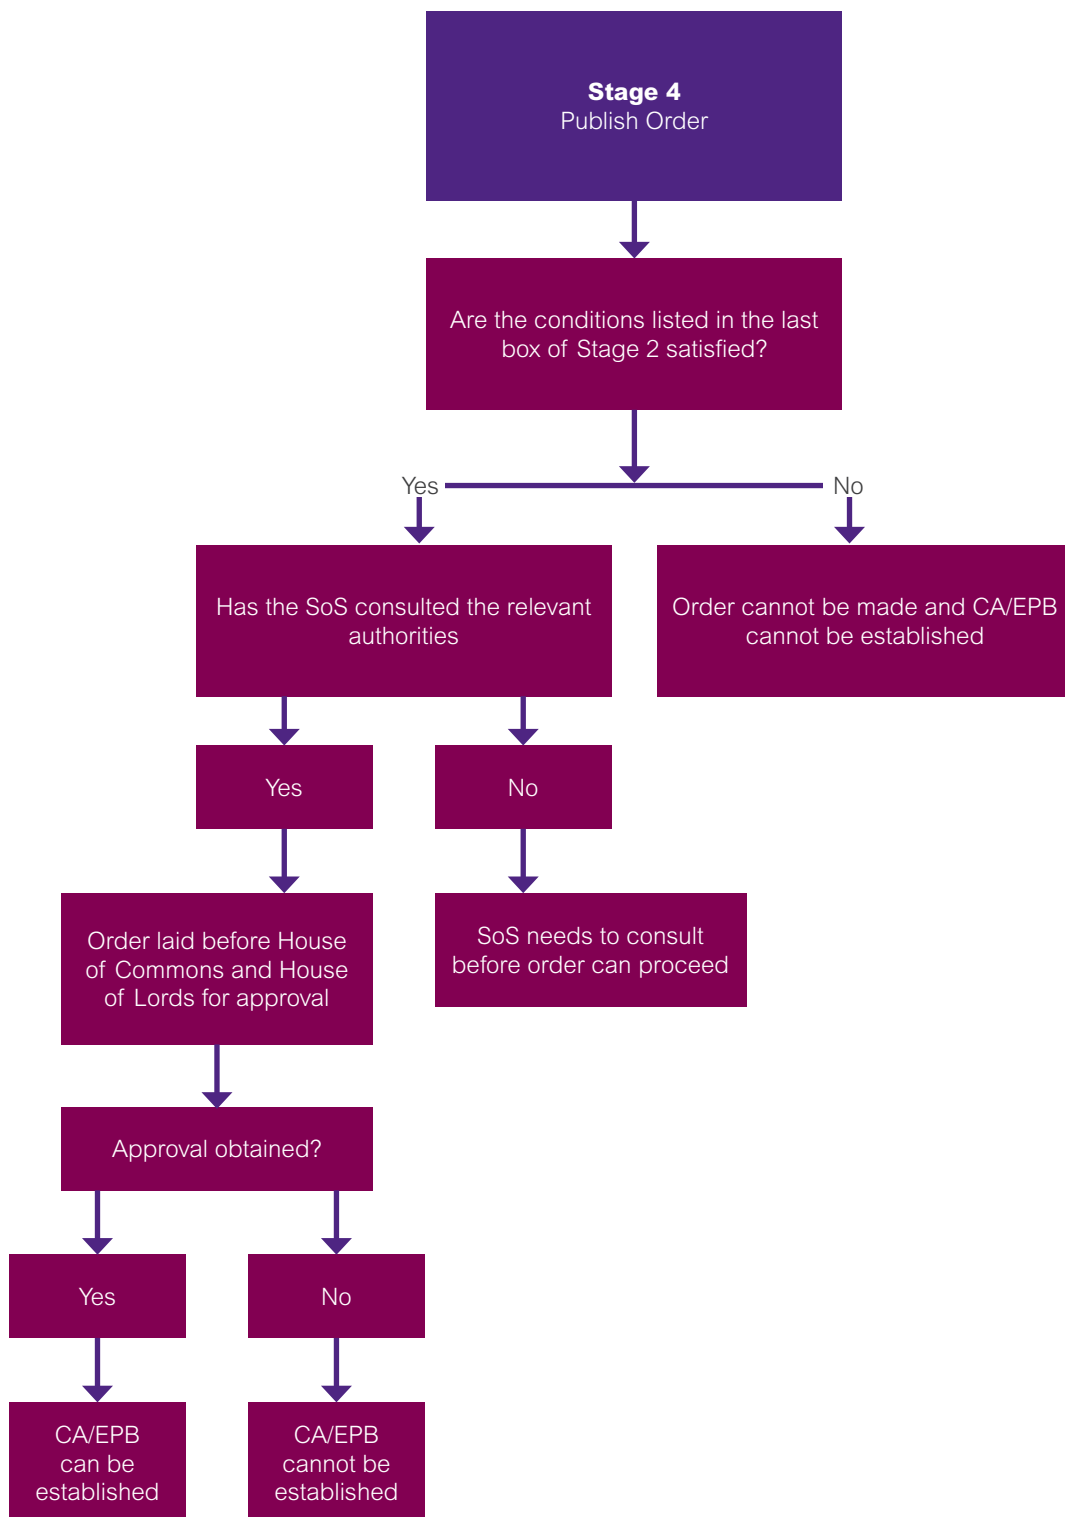 Stage 4
Publish Order
Are the conditions listed in the last
box of Stage 2 satisfied?
Yes
No
Has the SoS consulted the relevant
authorities
Order cannot be made and CA/EPB
cannot be established
Yes
No
Order laid before House
of Commons and House
of Lords for approval
SoS needs to consult
before order can proceed
Approval obtained?
Yes
No
CA/EPB
can be
established
CA/EPB
cannot be
established